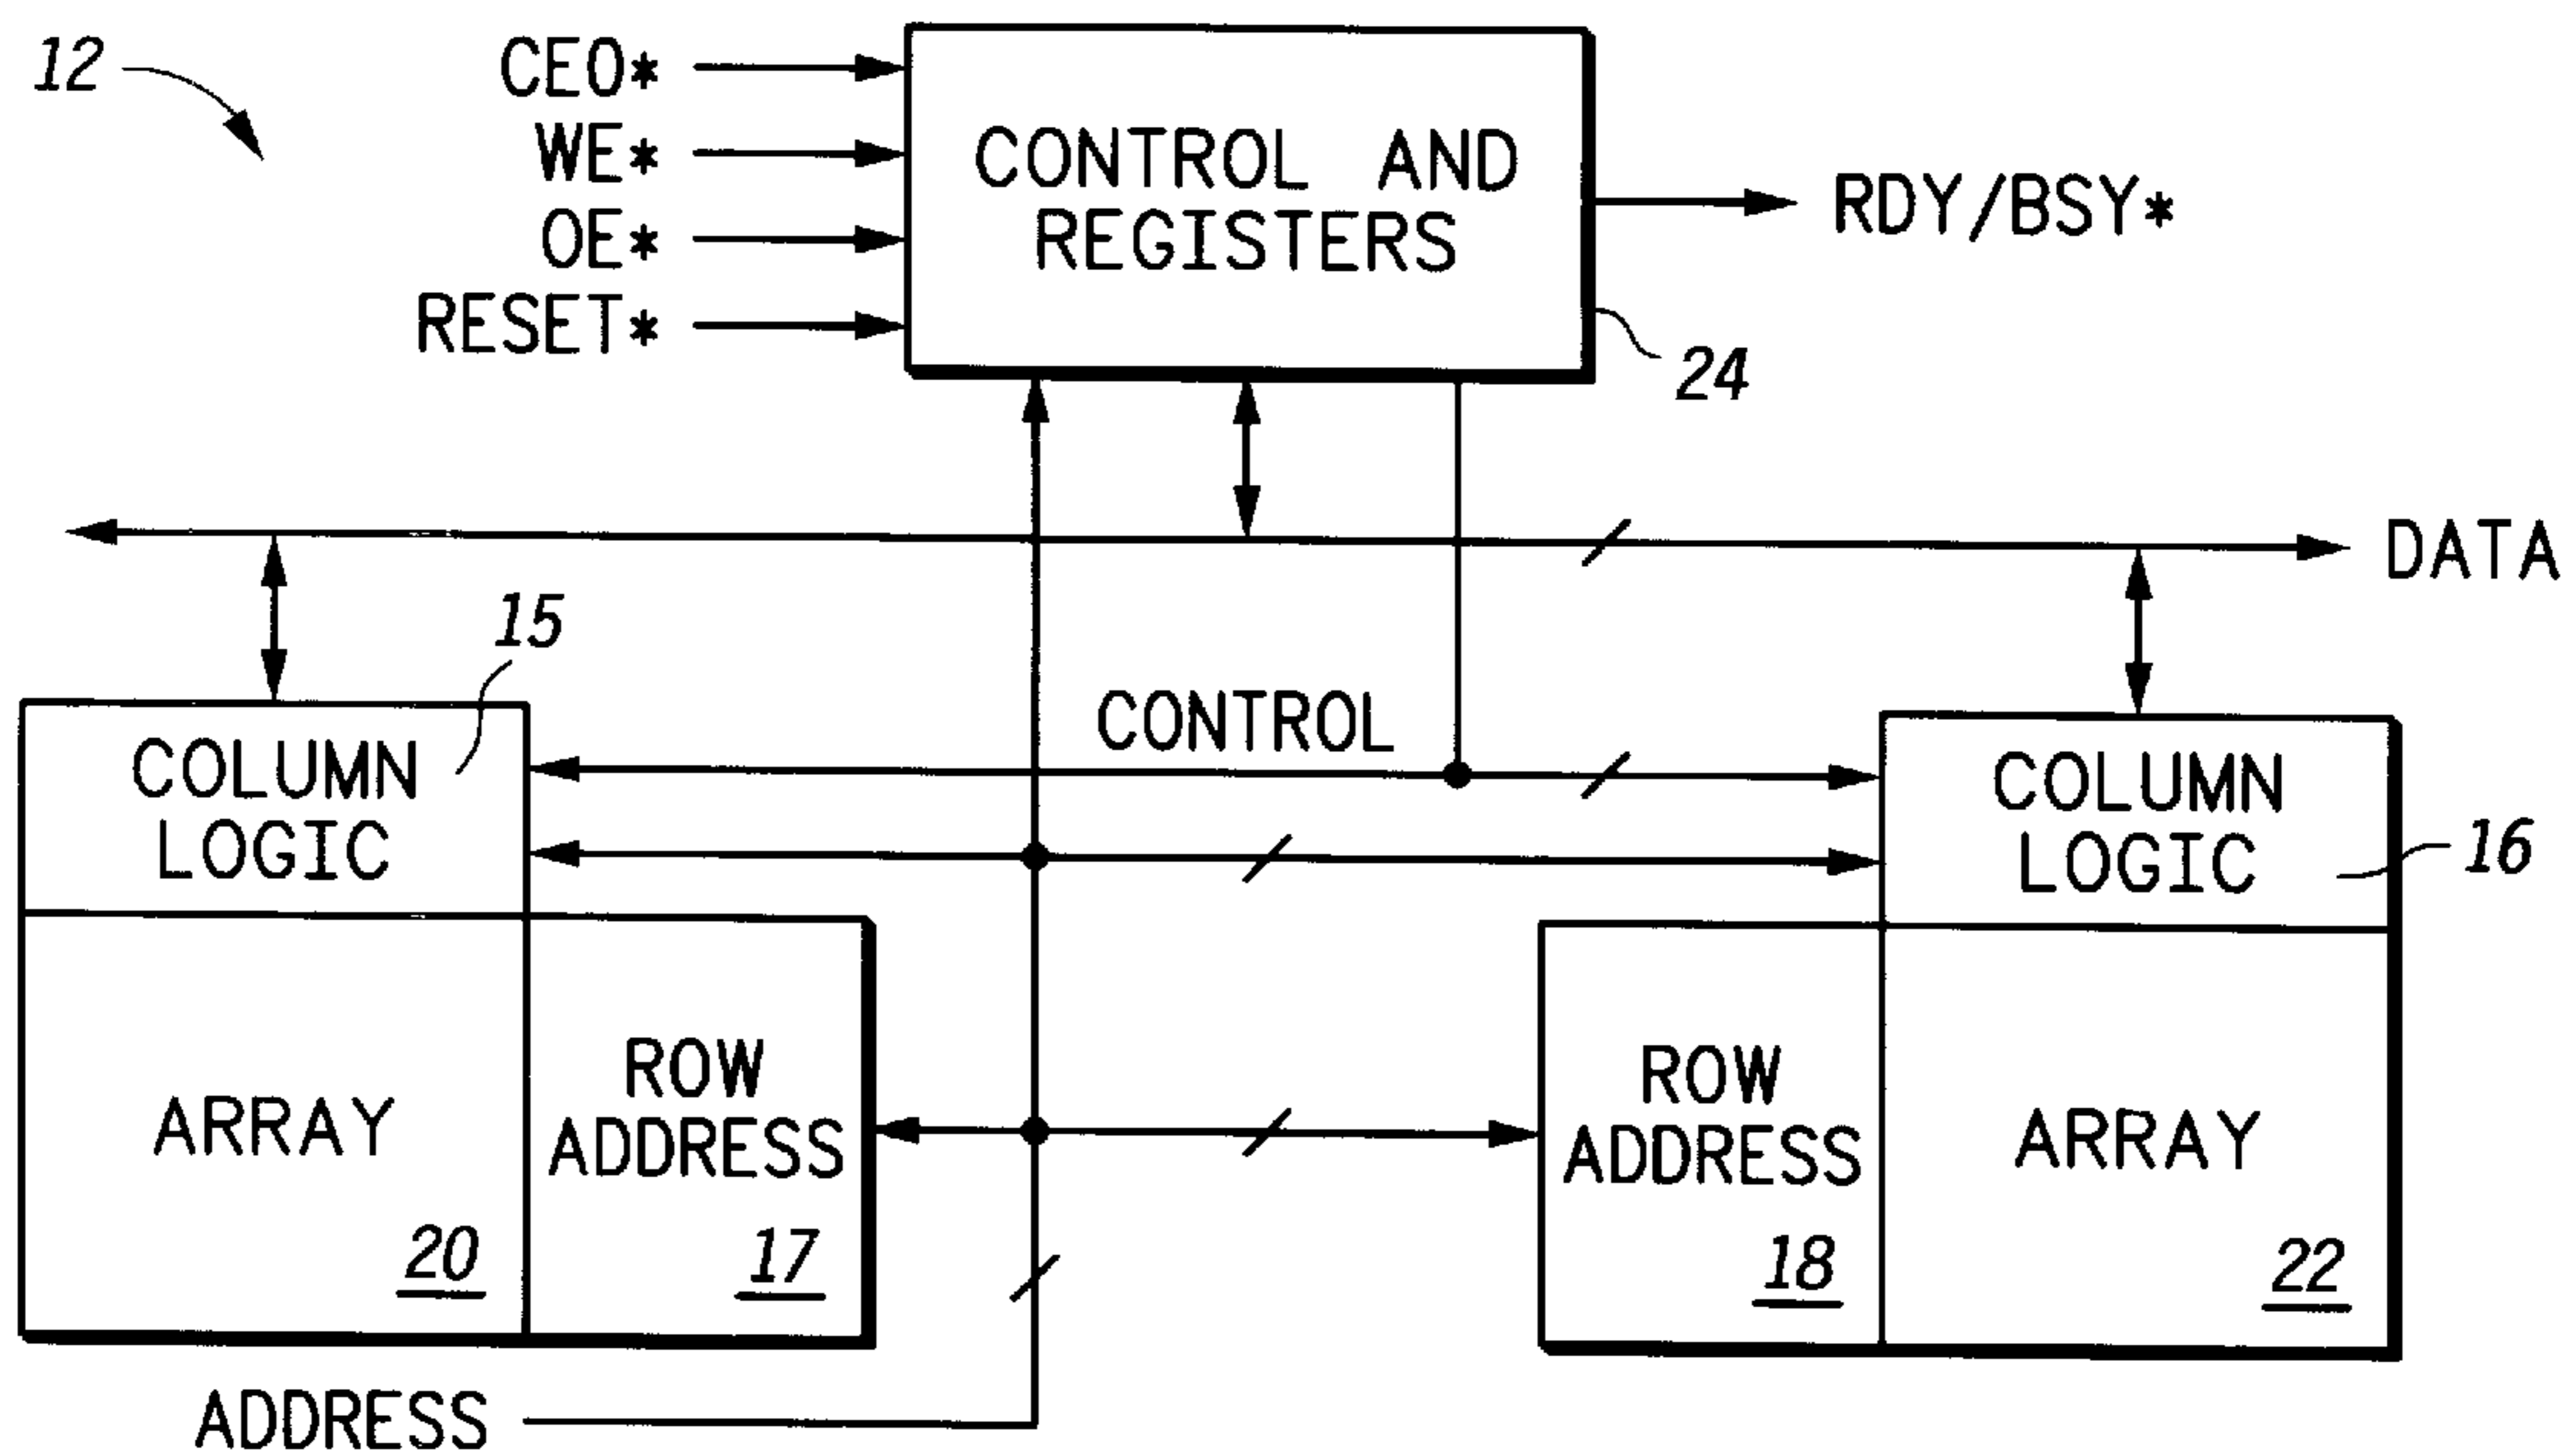 12
CEO*
WE*
OE*
RESET*
CONTROL AND
REGISTERS
RDY/BSY*
24
DATA
15
CONTROL
COLUMN
LOGIC
COLUMN
LOGIC
16
ARRAY
20
ROW
ADDRESS
17
ROW
ADDRESS
18
ARRAY
22
ADDRESS